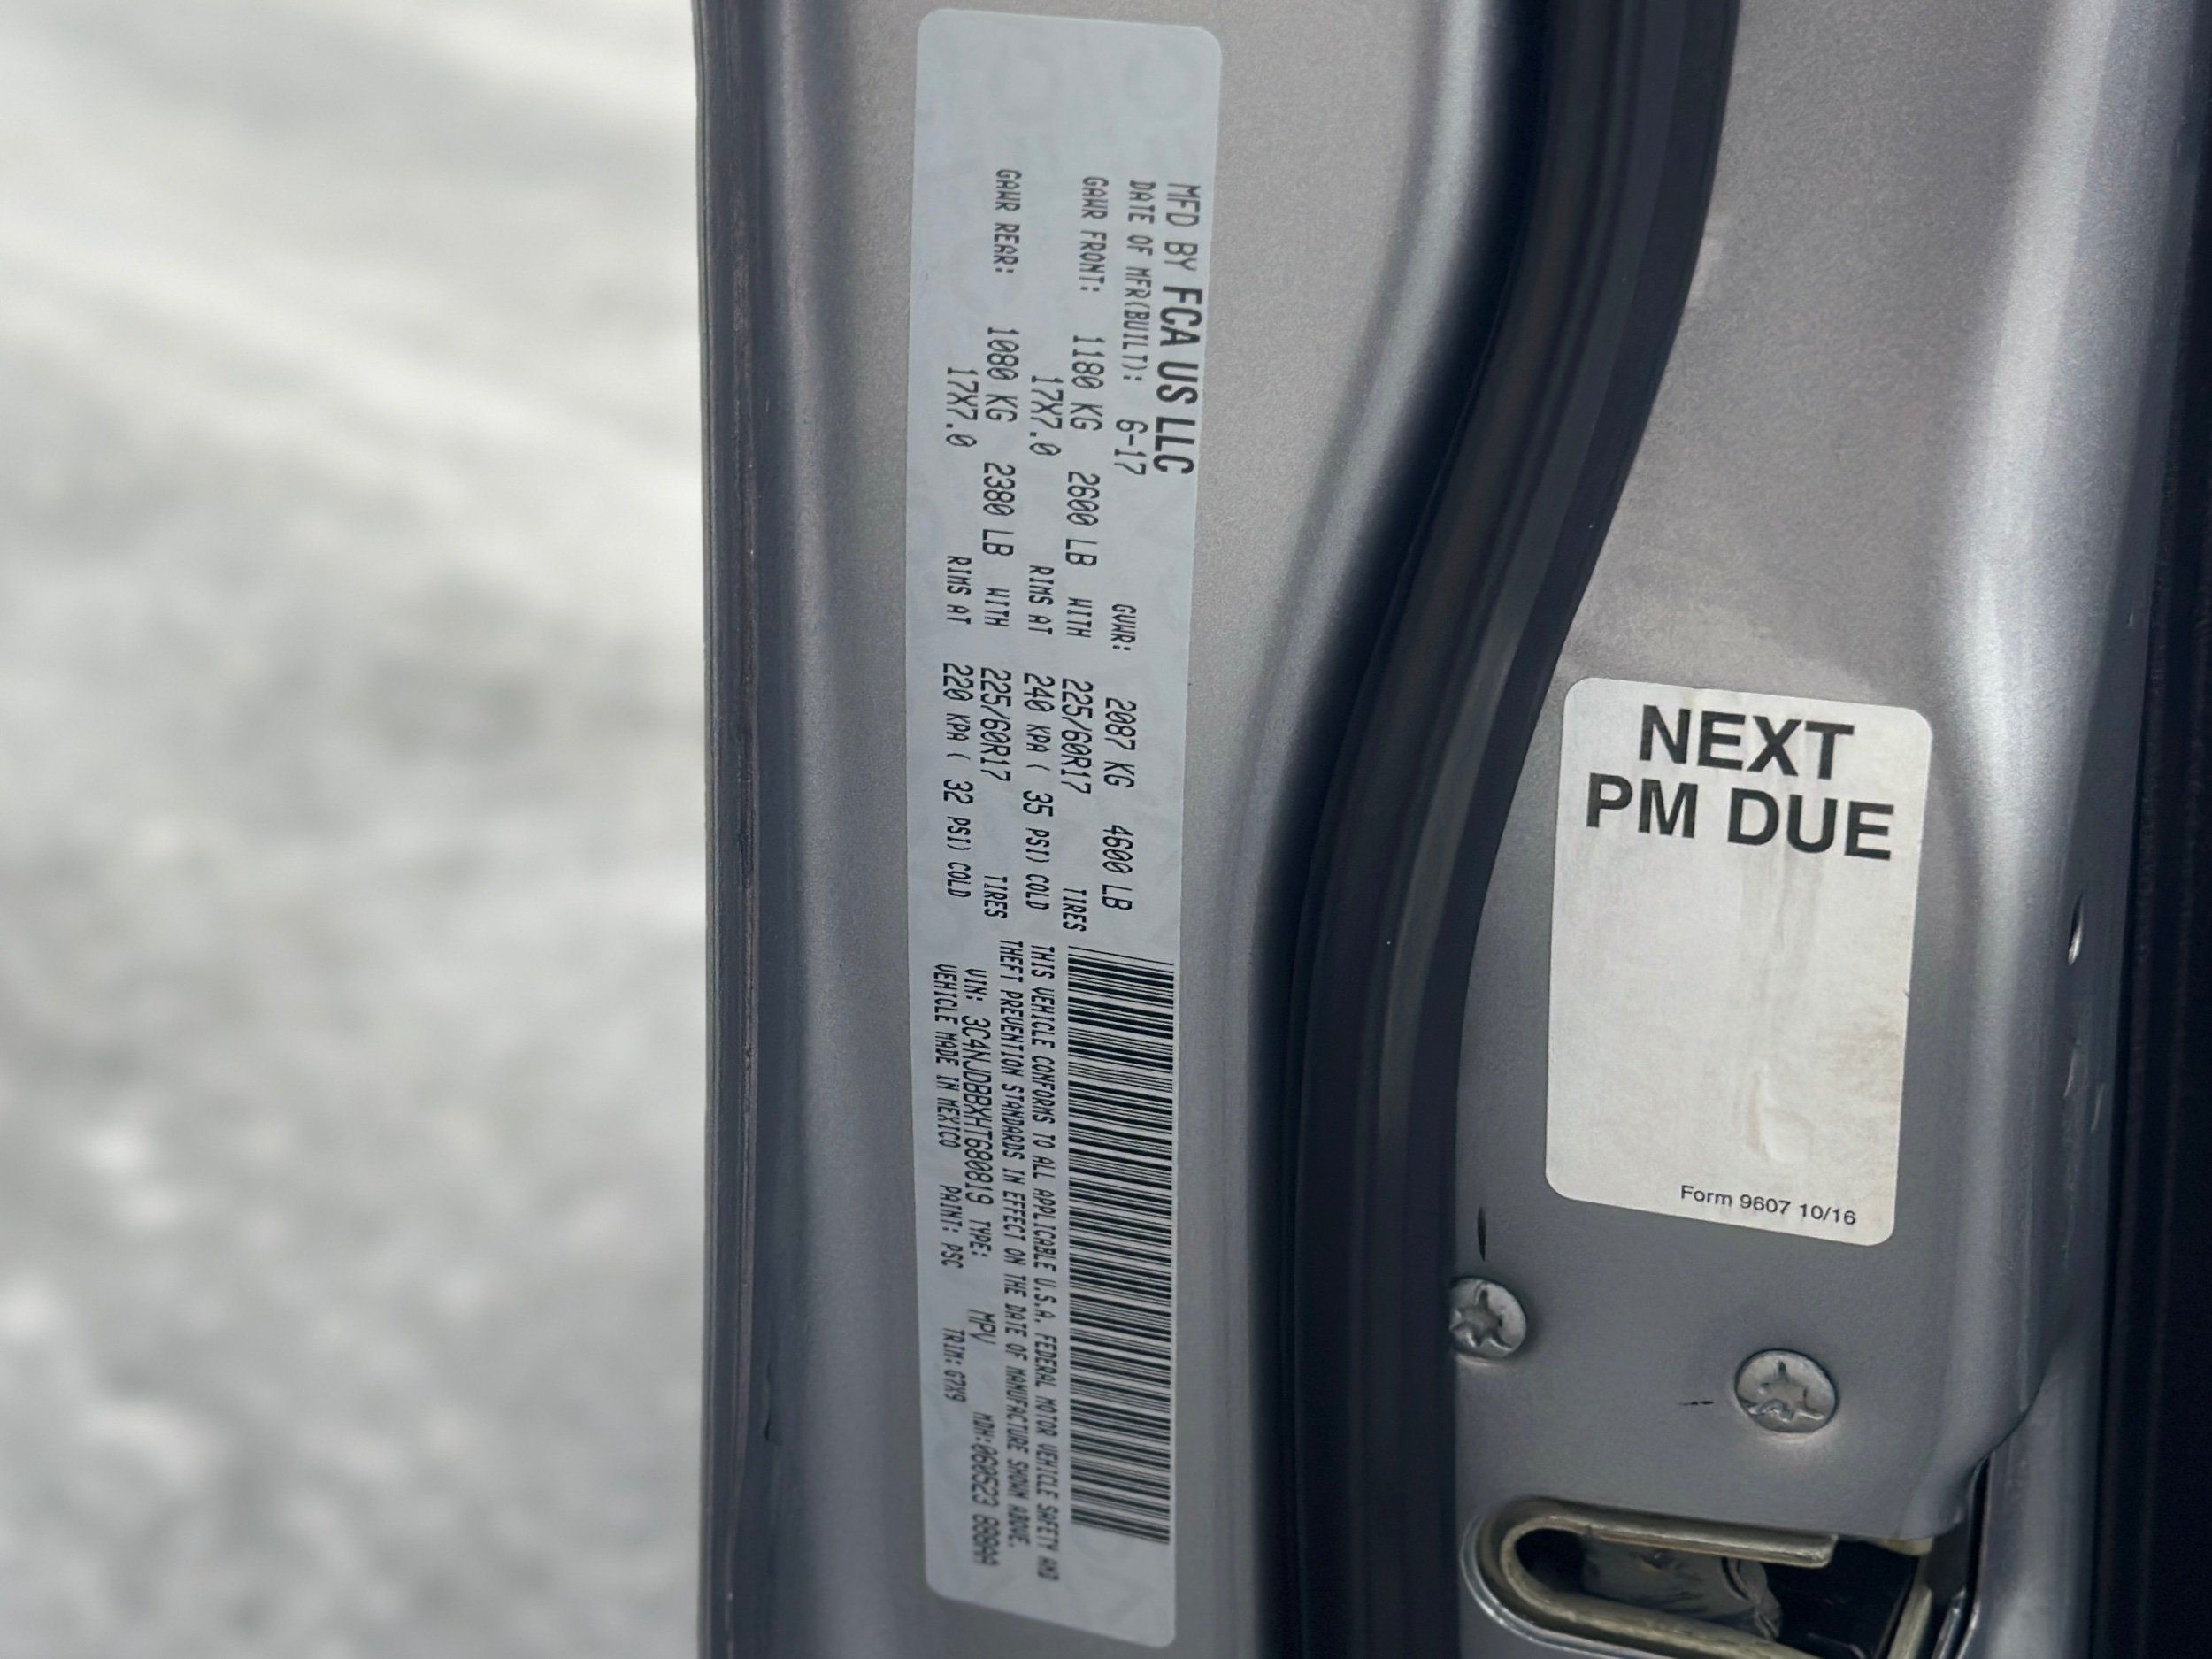 MFD BY FCA US LLC
DATE OF MFR(BUILT): 6-17 GVWR: 2087 KG 4600 LB
GAWR FRONT: 1180 KG 2600 LB WITH 225/60R17 TIRES
17X7.0 RIMS AT 240 KPA ( 35 PSI) COLD
GAWR REAR: 1080 KG 2380 LB WITH 225/60R17 TIRES
17X7.0 RIMS AT 220 KPA ( 32 PSI) COLD
THIS VEHICLE CONFORMS TO ALL APPLICABLE U.S.A. FEDERAL MOTOR VEHICLE SAFETY AND
THEFT PREVENTION STANDARDS IN EFFECT ON THE DATE OF MANUFACTURE SHOWN ABOVE.
VIN: 3C4NJDBBXHT680819 TYPE: MPV MDH:060523 888AA
VEHICLE MADE IN MEXICO PAINT: PSC TRIM:G7X9
NEXT
PM DUE
Form 9607 10/16